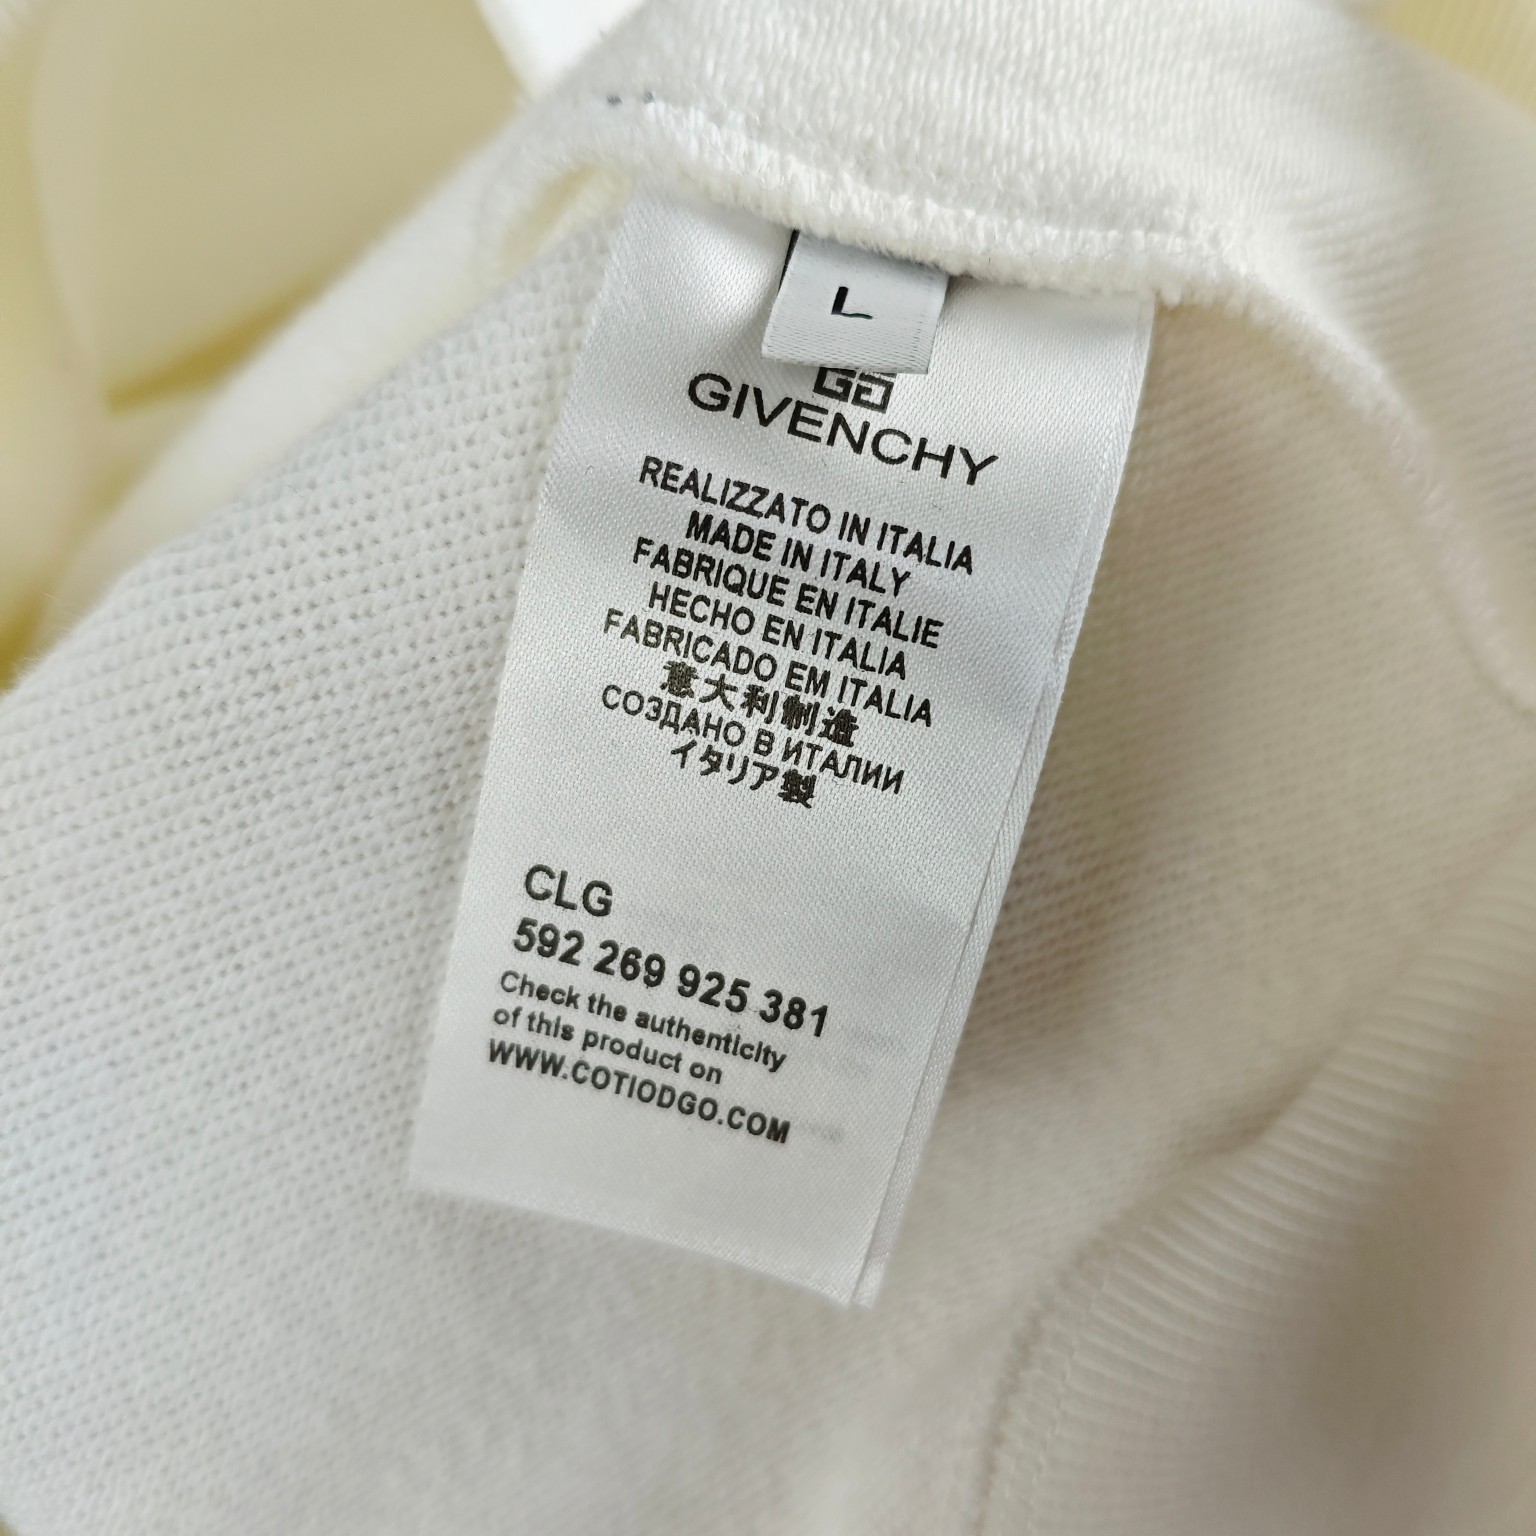 L
GIVENCHY
REALIZZATO IN ITALIA
MADE IN ITALY
FABRIQUE EN ITALIE
HECHO EN ITALIA
FABRICADO EM ITALIA
意大利制造
СОЗДАНО В ИТАЛИИ
イタリア製
CLG
592 269 925 381
Check the authenticity
of this product on
WWW.COTIODGO.COM